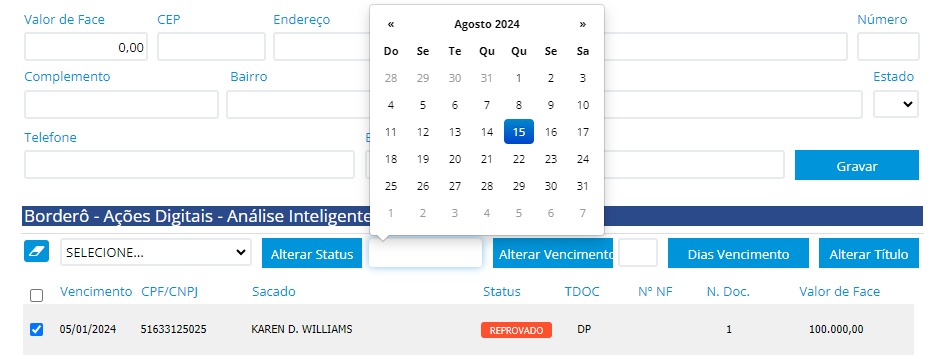 Valor de Face CEP Endereço Número
0,00
Complemento Bairro Estado
Telefone E
Gravar
« Agosto 2024 »
Do Se Te Qu Qu Se Sa
28 29 30 31 1 2 3
4 5 6 7 8 9 10
11 12 13 14 15 16 17
18 19 20 21 22 23 24
25 26 27 28 29 30 31
1 2 3 4 5 6 7
Borderô - Ações Digitais - Análise Inteligente
SELECIONE... Alterar Status Alterar Vencimento Dias Vencimento Alterar Título
Vencimento CPF/CNPJ Sacado Status TDOC Nº NF N. Doc. Valor de Face
05/01/2024 51633125025 KAREN D. WILLIAMS REPROVADO DP 1 100.000,00